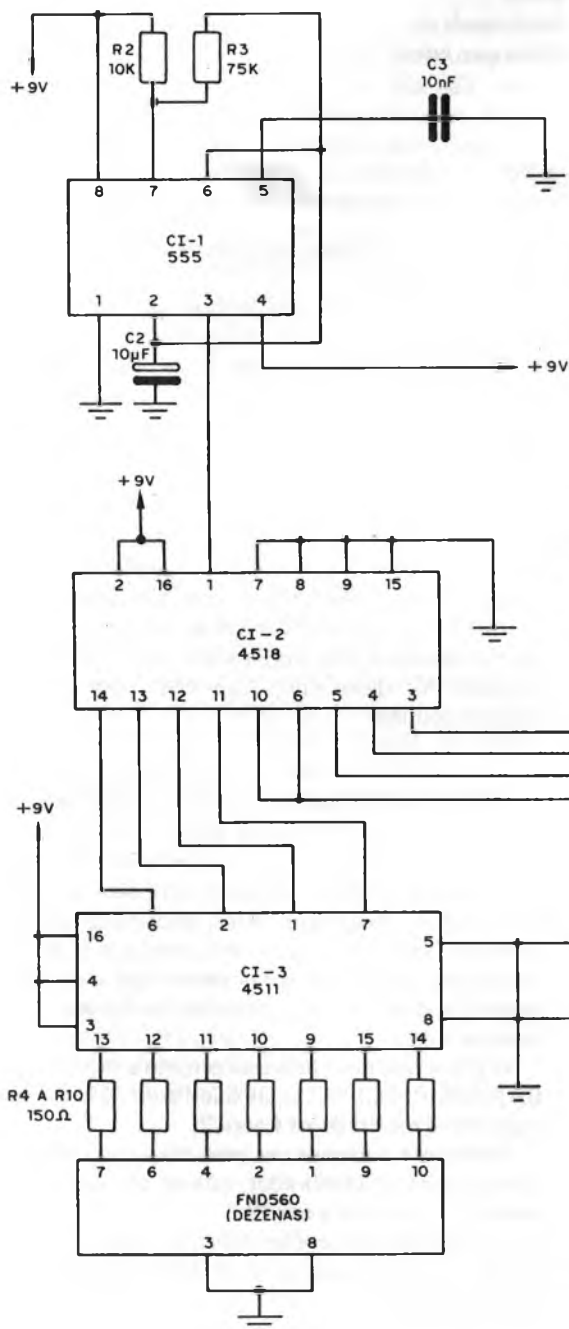 R2
10K
R3
75K
+9V
C3
10nF
8 7 6 5
CI-1
555
1 2 3 4
C2
10µF
+9V
+9V
2 16 1 7 8 9 15
CI-2
4518
14 13 12 11 10 6 5 4 3
+9V
6 2 1 7
16
5
CI-3
4511
4
3
8
13 12 11 10 9 15 14
R4 A R10
150Ω
7 6 4 2 1 9 10
FND560
(DEZENAS)
3 8